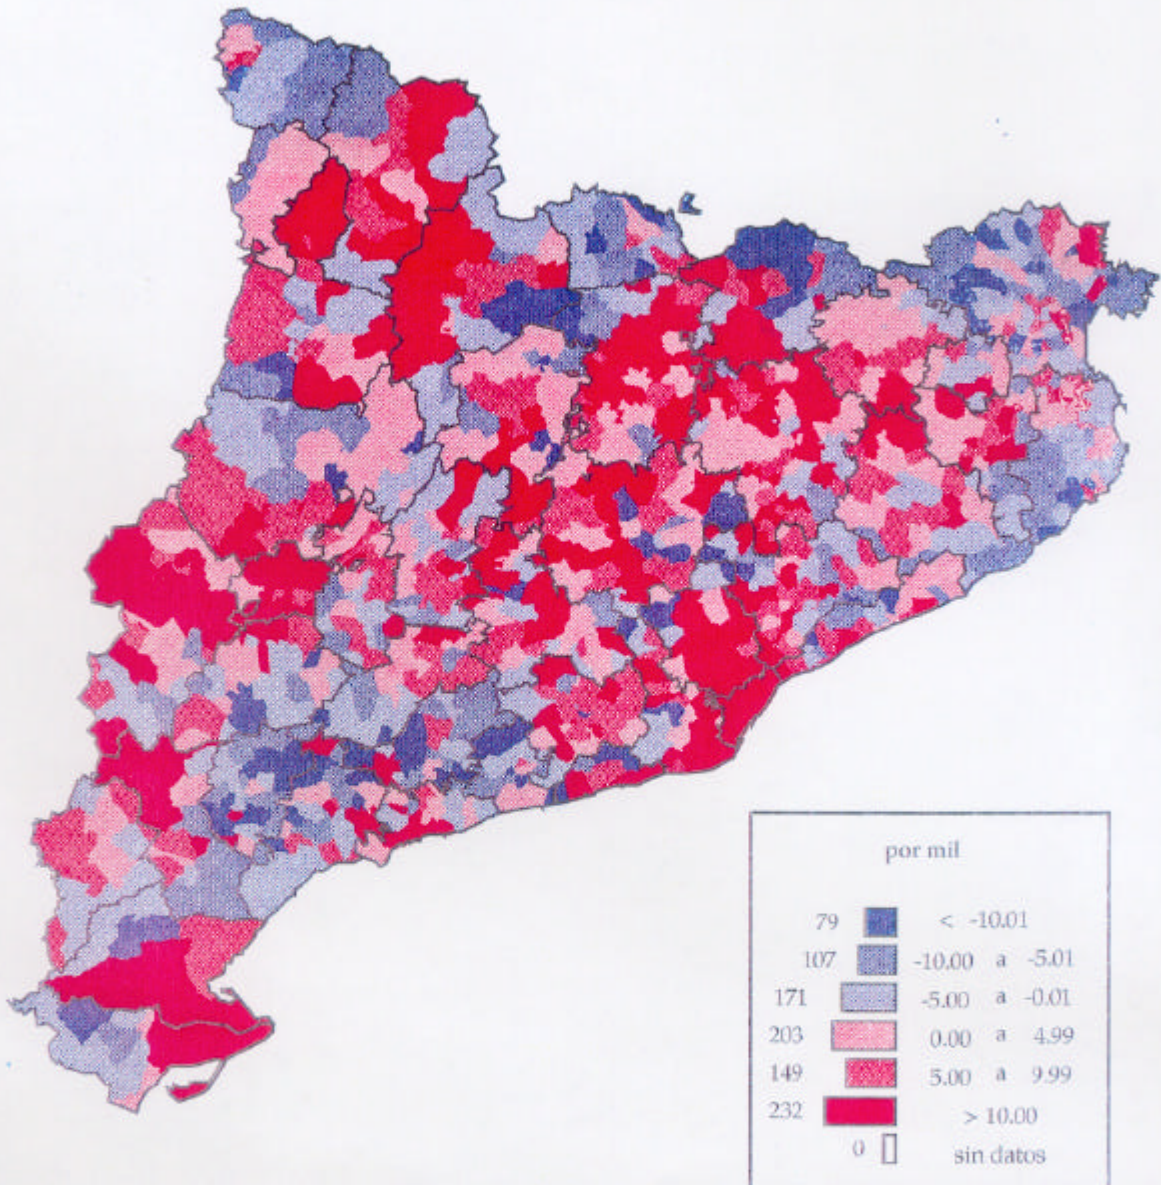 por mil
79 < -10.01
107 -10.00 a -5.01
171 -5.00 a -0.01
203 0.00 a 4.99
149 5.00 a 9.99
232 > 10.00
0 sin datos